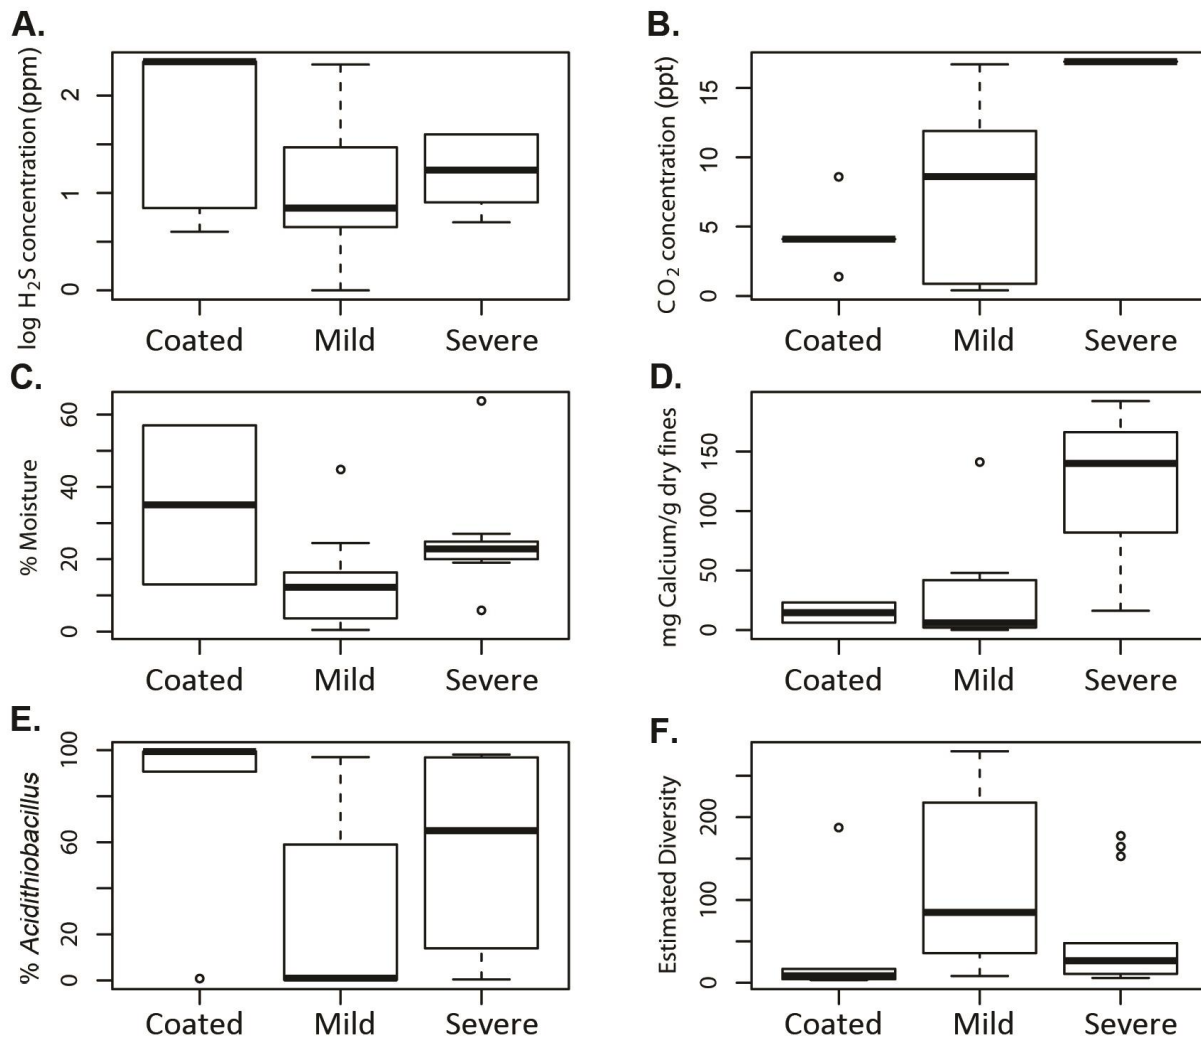 A.
log H₂S concentration (ppm)
2
1
0
Coated Mild Severe
B.
CO₂ concentration (ppt)
15
10
5
0
Coated Mild Severe
C.
% Moisture
60
40
20
0
Coated Mild Severe
D.
mg Calcium/g dry fines
150
100
50
0
Coated Mild Severe
E.
% Acidithiobacillus
100
60
20
0
Coated Mild Severe
F.
Estimated Diversity
200
100
0
Coated Mild Severe